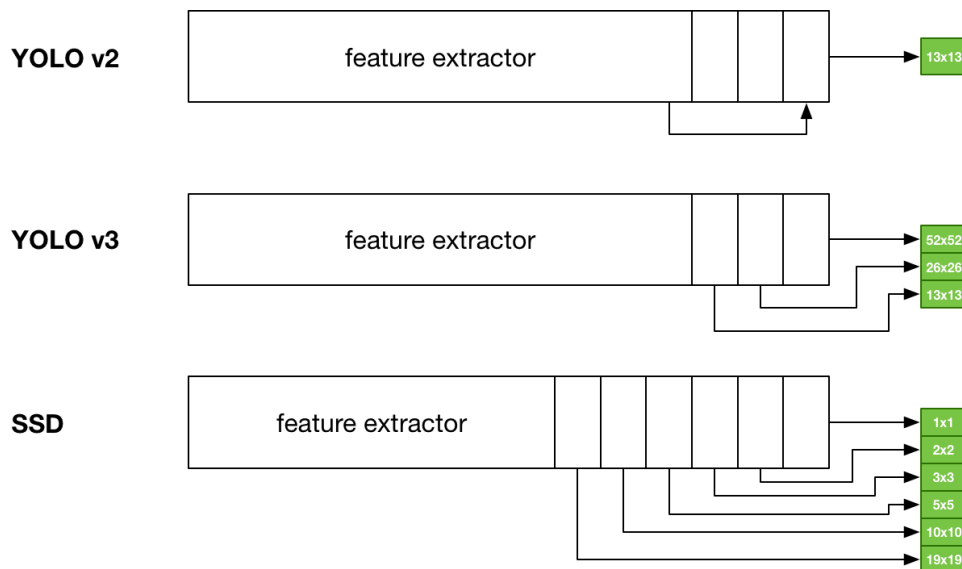 YOLO v2
feature extractor
13x13
YOLO v3
feature extractor
52x52
26x26
13x13
SSD
feature extractor
1x1
2x2
3x3
5x5
10x10
19x19